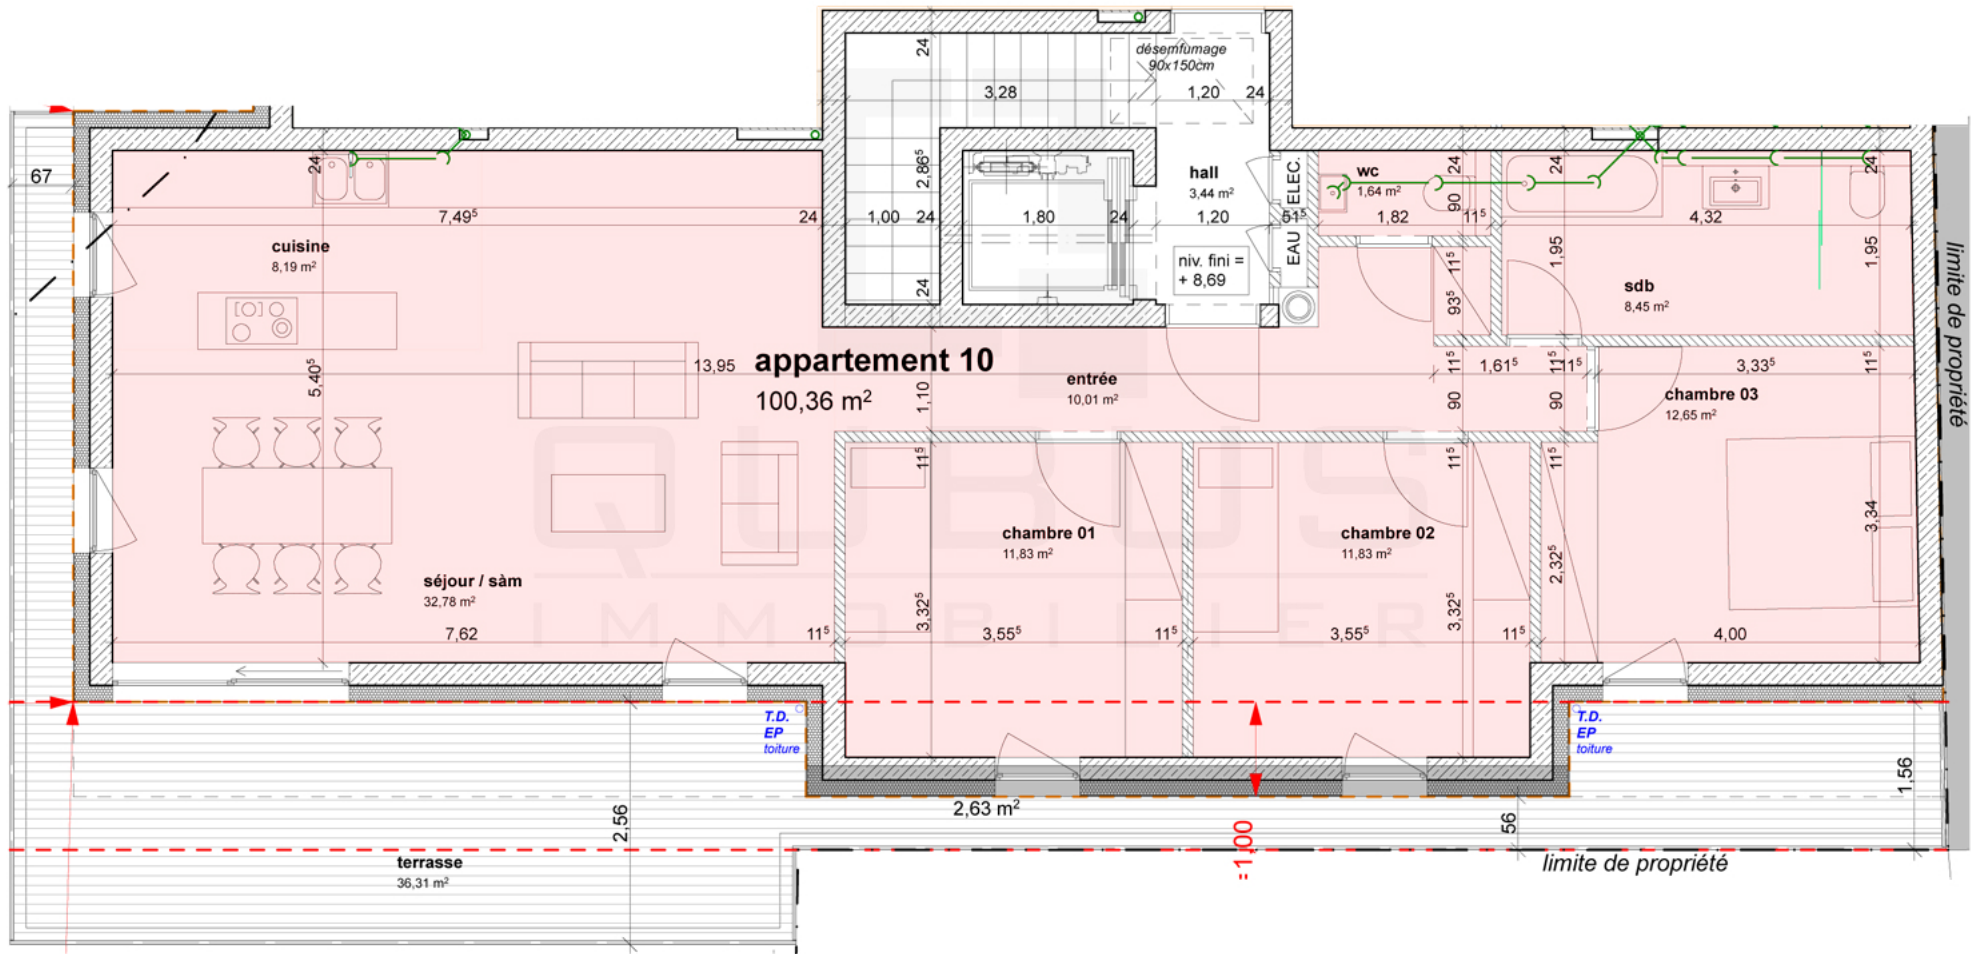 désemfumage
90x150cm
24
3,28
1,20
24
67
24
2,86⁵
hall
3,44 m²
ELEC.
wc
1,64 m²
24
90
24
24
7,49⁵
24
1,00
24
1,80
24
1,20
51⁵
1,82
11⁵
4,32
cuisine
8,19 m²
EAU
niv. fini =
+ 8,69
11⁵
1,95
1,95
24
93⁵
sdb
8,45 m²
limite de propriété
5,40⁵
13,95
appartement 10
100,36 m²
entrée
10,01 m²
1,10
11⁵
90
1,61⁵
11⁵
90
11⁵
3,33⁵
11⁵
chambre 03
12,65 m²
limite de propriété
QUBUS
IMMOBILIER
11⁵
11⁵
11⁵
chambre 01
11,83 m²
chambre 02
11,83 m²
3,34
2,32⁵
séjour / sàm
32,78 m²
3,32⁵
3,32⁵
7,62
11⁵
3,55⁵
11⁵
3,55⁵
11⁵
4,00
T.D.
EP
toiture
T.D.
EP
toiture
2,56
2,63 m²
56
1,56
=1,00
terrasse
36,31 m²
limite de propriété